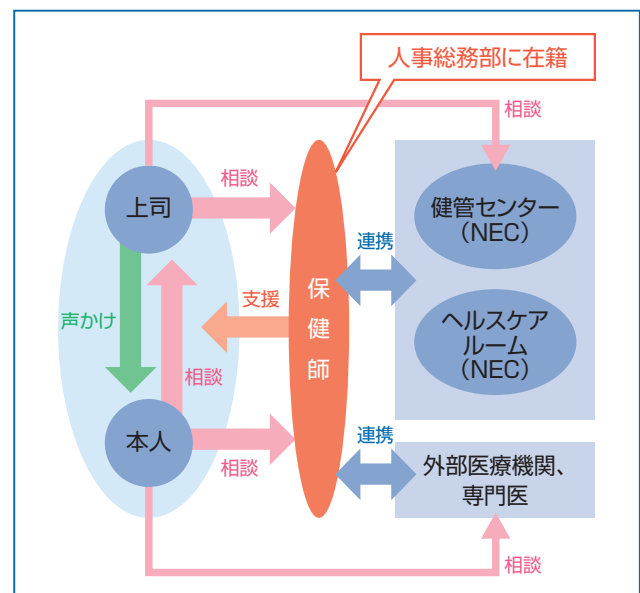 人事総務部に在籍
相談
上司
相談
健管センター
(NEC)
連携
保
健
師
支援
声かけ
相談
ヘルスケア
ルーム
(NEC)
本人
相談
連携
外部医療機関、
専門医
相談